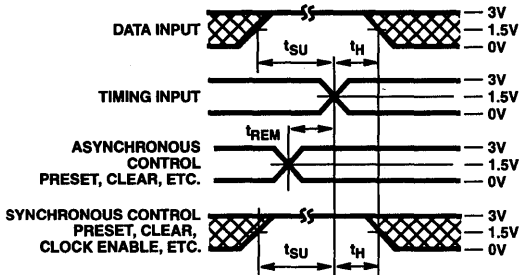 3V
DATA INPUT
1.5V
0V
tSU
tH
3V
TIMING INPUT
1.5V
0V
tREM
ASYNCHRONOUS
CONTROL
PRESET, CLEAR, ETC.
3V
1.5V
0V
SYNCHRONOUS CONTROL
PRESET, CLEAR,
CLOCK ENABLE, ETC.
3V
1.5V
0V
tSU
tH